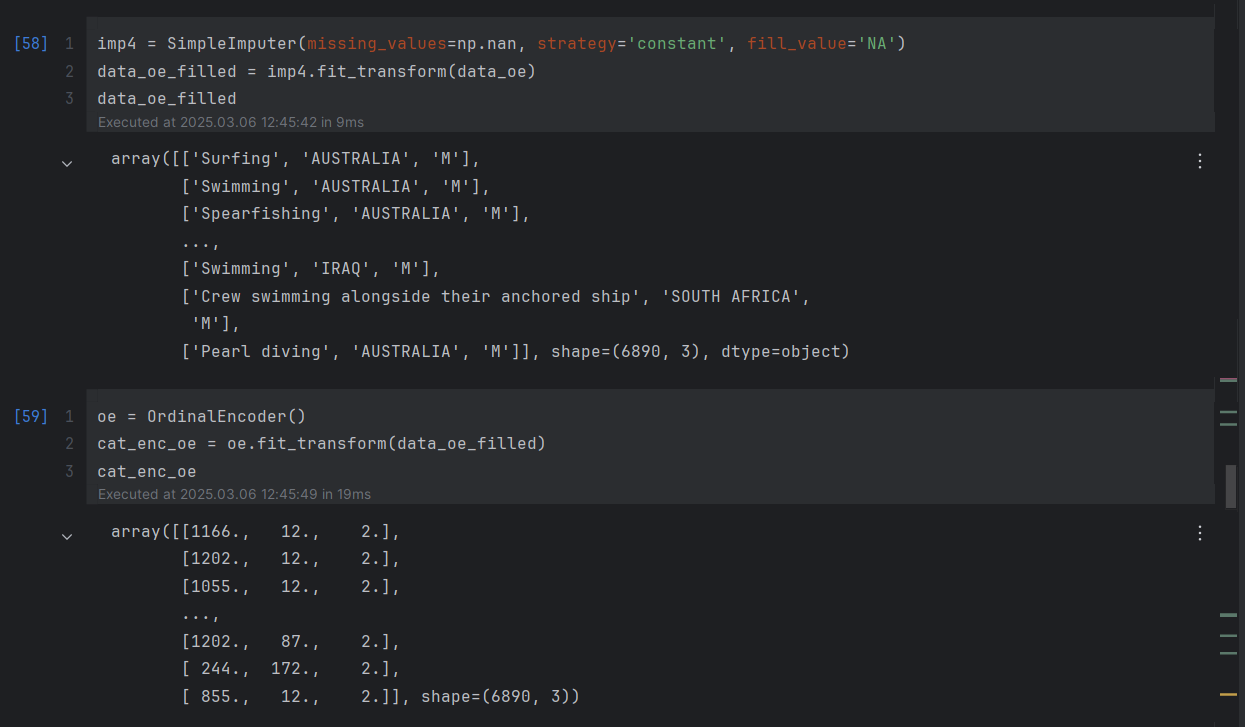 [58] 1 imp4 = SimpleImputer(missing_values=np.nan, strategy='constant', fill_value='NA')
2 data_oe_filled = imp4.fit_transform(data_oe)
3 data_oe_filled
Executed at 2025.03.06 12:45:42 in 9ms
array([['Surfing', 'AUSTRALIA', 'M'],
['Swimming', 'AUSTRALIA', 'M'],
['Spearfishing', 'AUSTRALIA', 'M'],
...,
['Swimming', 'IRAQ', 'M'],
['Crew swimming alongside their anchored ship', 'SOUTH AFRICA',
'M'],
['Pearl diving', 'AUSTRALIA', 'M']], shape=(6890, 3), dtype=object)
[59] 1 oe = OrdinalEncoder()
2 cat_enc_oe = oe.fit_transform(data_oe_filled)
3 cat_enc_oe
Executed at 2025.03.06 12:45:49 in 19ms
array([[1166., 12., 2.],
[1202., 12., 2.],
[1055., 12., 2.],
...,
[1202., 87., 2.],
[ 244., 172., 2.],
[ 855., 12., 2.]], shape=(6890, 3))